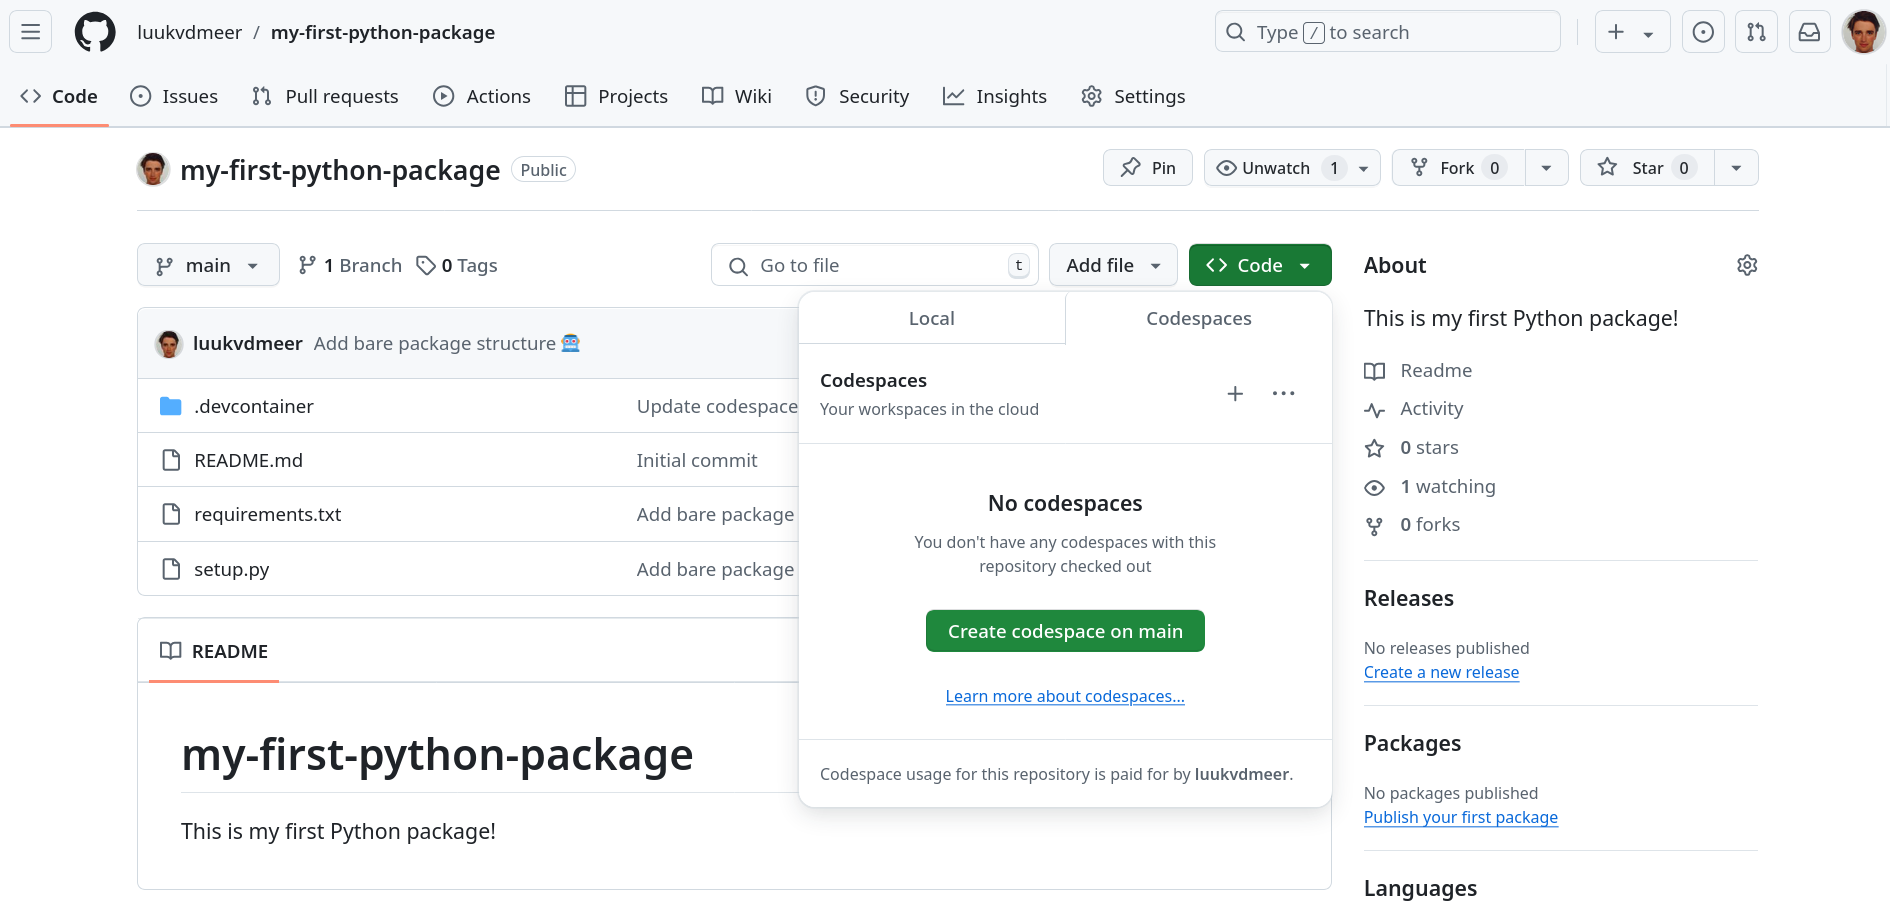 luukvdmeer / my-first-python-package
Type / to search
Code
Issues
Pull requests
Actions
Projects
Wiki
Security
Insights
Settings
my-first-python-package Public
Pin
Unwatch 1
Fork 0
Star 0
main
1 Branch
0 Tags
Go to file t
Add file
Code
luukvdmeer Add bare package structure
.devcontainer Update codespace
README.md Initial commit
requirements.txt Add bare package
setup.py Add bare package
Local
Codespaces
Codespaces
Your workspaces in the cloud
No codespaces
You don't have any codespaces with this
repository checked out
Create codespace on main
Learn more about codespaces...
Codespace usage for this repository is paid for by luukvdmeer.
README
my-first-python-package
This is my first Python package!
About
This is my first Python package!
Readme
Activity
0 stars
1 watching
0 forks
Releases
No releases published
Create a new release
Packages
No packages published
Publish your first package
Languages